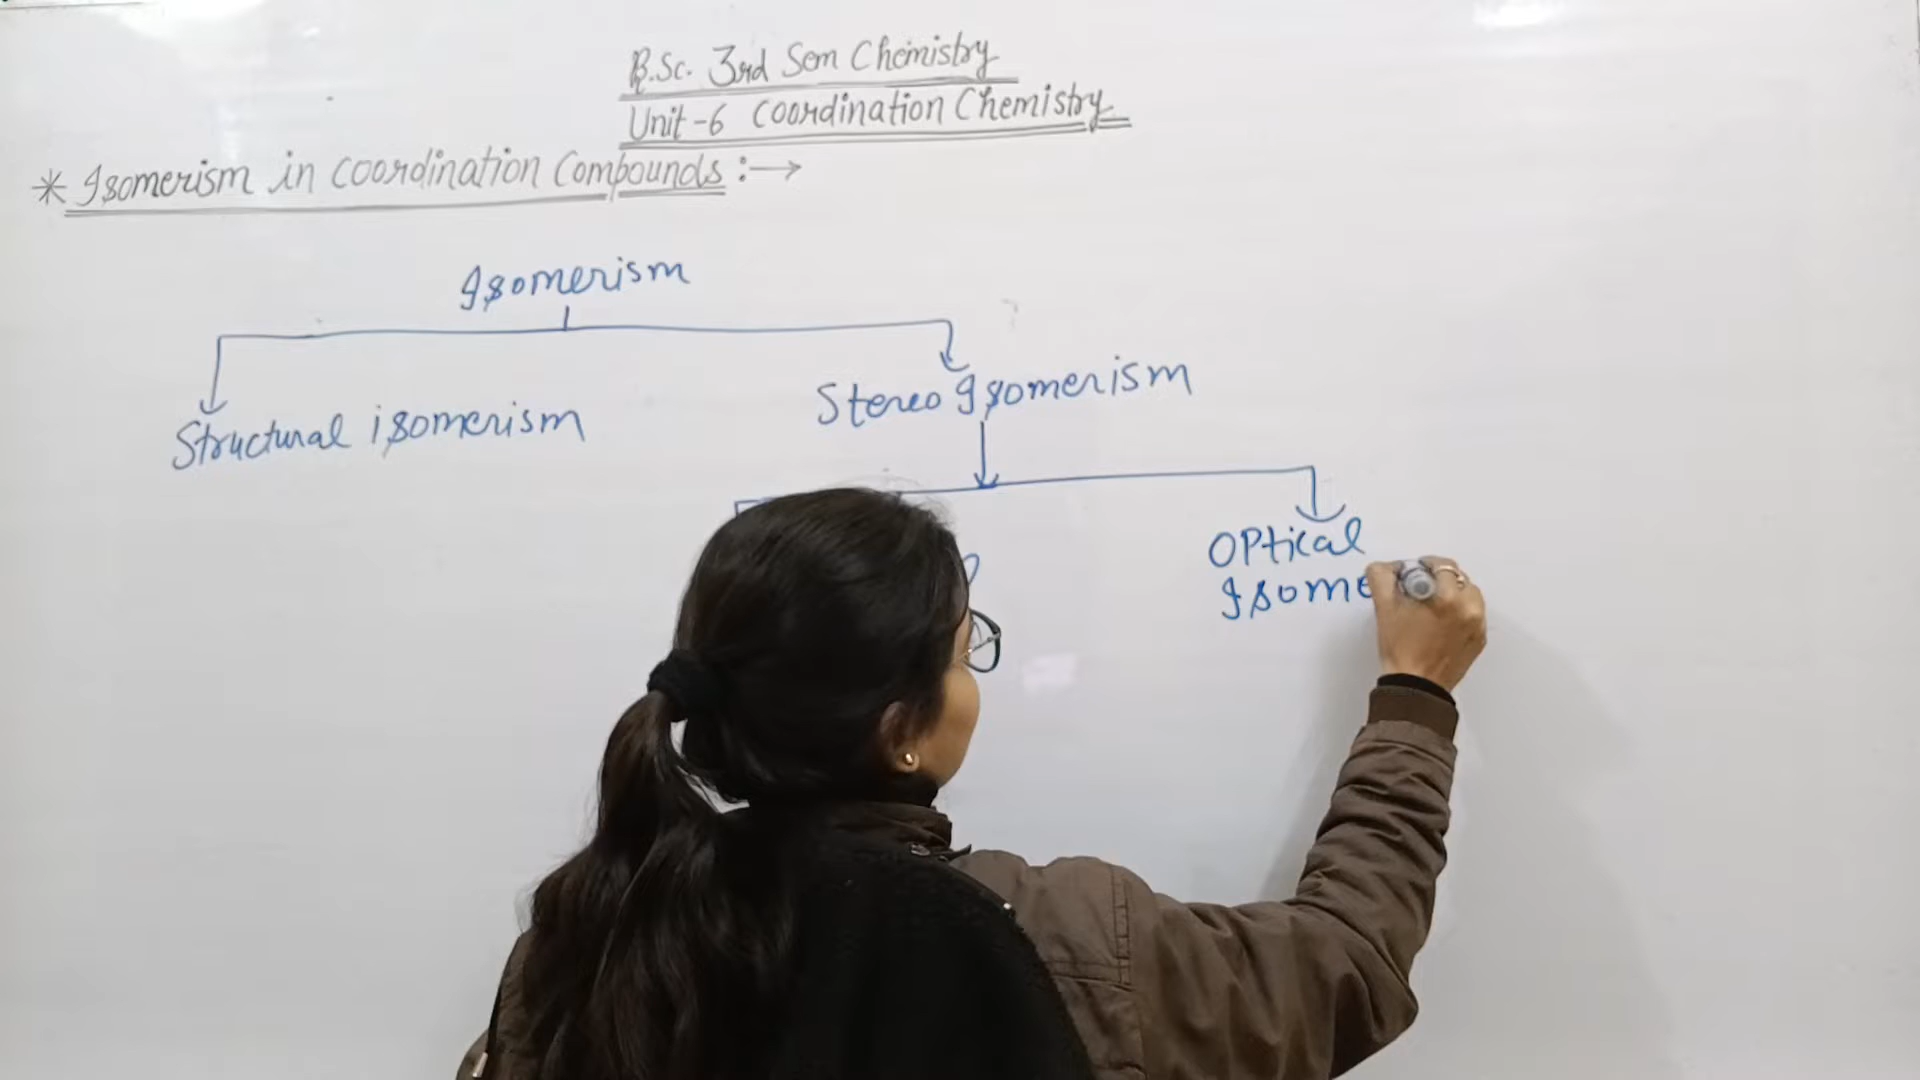 B.Sc. 3rd Sem Chemistry
Unit-6 Coordination Chemistry
* Isomerism in Coordination Compounds :→
Isomerism
Structural isomerism
Stereo Isomerism
Optical
Isome